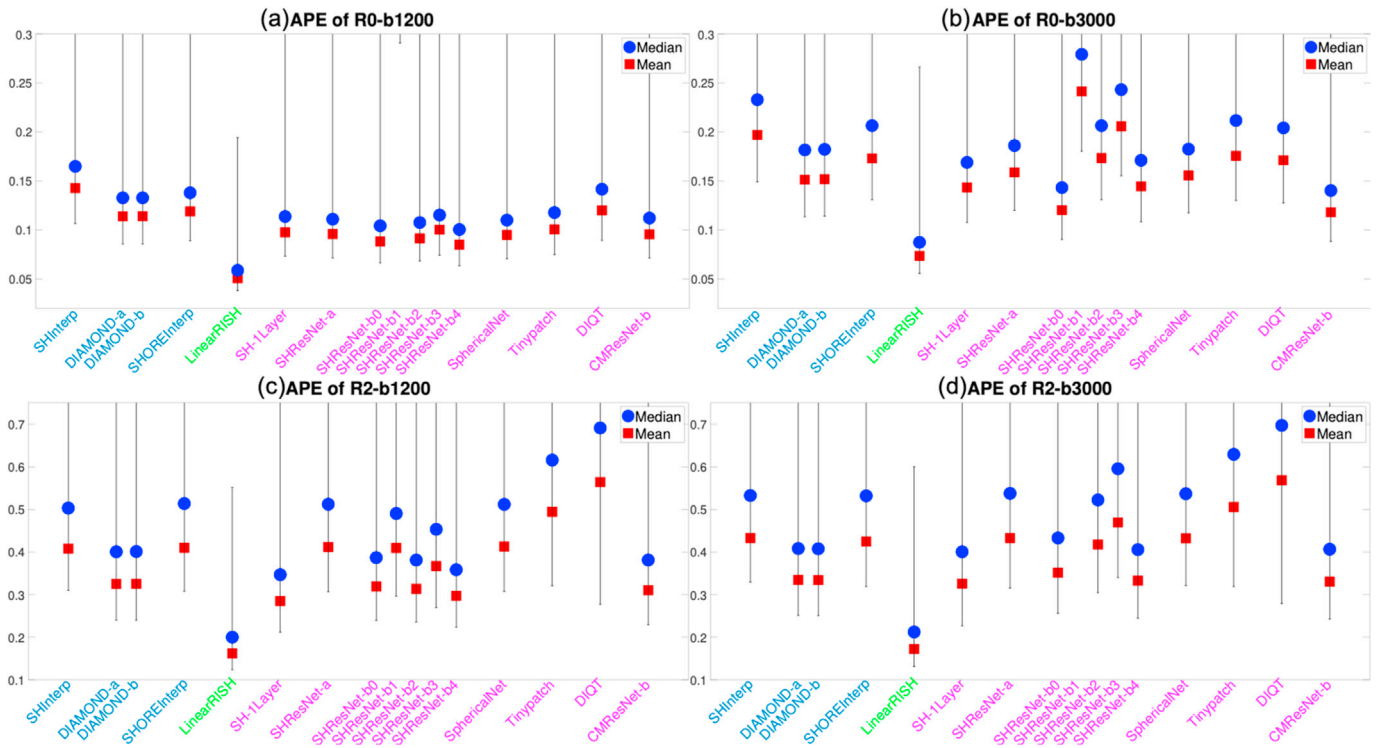 (a)APE of R0-b1200
0.3
0.25
0.2
0.15
0.1
0.05
Median
Mean
SHInterp
DIAMOND-a
DIAMOND-b
SHOREInterp
LinearRISH
SH-1Layer
SHResNet-a
SHResNet-b0
SHResNet-b1
SHResNet-b2
SHResNet-b3
SHResNet-b4
SphericalNet
Tinypatch
DIQT
CMResNet-b
(b)APE of R0-b3000
0.3
0.25
0.2
0.15
0.1
0.05
Median
Mean
SHInterp
DIAMOND-a
DIAMOND-b
SHOREInterp
LinearRISH
SH-1Layer
SHResNet-a
SHResNet-b0
SHResNet-b1
SHResNet-b2
SHResNet-b3
SHResNet-b4
SphericalNet
Tinypatch
DIQT
CMResNet-b
(c)APE of R2-b1200
0.7
0.6
0.5
0.4
0.3
0.2
0.1
Median
Mean
SHInterp
DIAMOND-a
DIAMOND-b
SHOREInterp
LinearRISH
SH-1Layer
SHResNet-a
SHResNet-b0
SHResNet-b1
SHResNet-b2
SHResNet-b3
SHResNet-b4
SphericalNet
Tinypatch
DIQT
CMResNet-b
(d)APE of R2-b3000
0.7
0.6
0.5
0.4
0.3
0.2
0.1
Median
Mean
SHInterp
DIAMOND-a
DIAMOND-b
SHOREInterp
LinearRISH
SH-1Layer
SHResNet-a
SHResNet-b0
SHResNet-b1
SHResNet-b2
SHResNet-b3
SHResNet-b4
SphericalNet
Tinypatch
DIQT
CMResNet-b